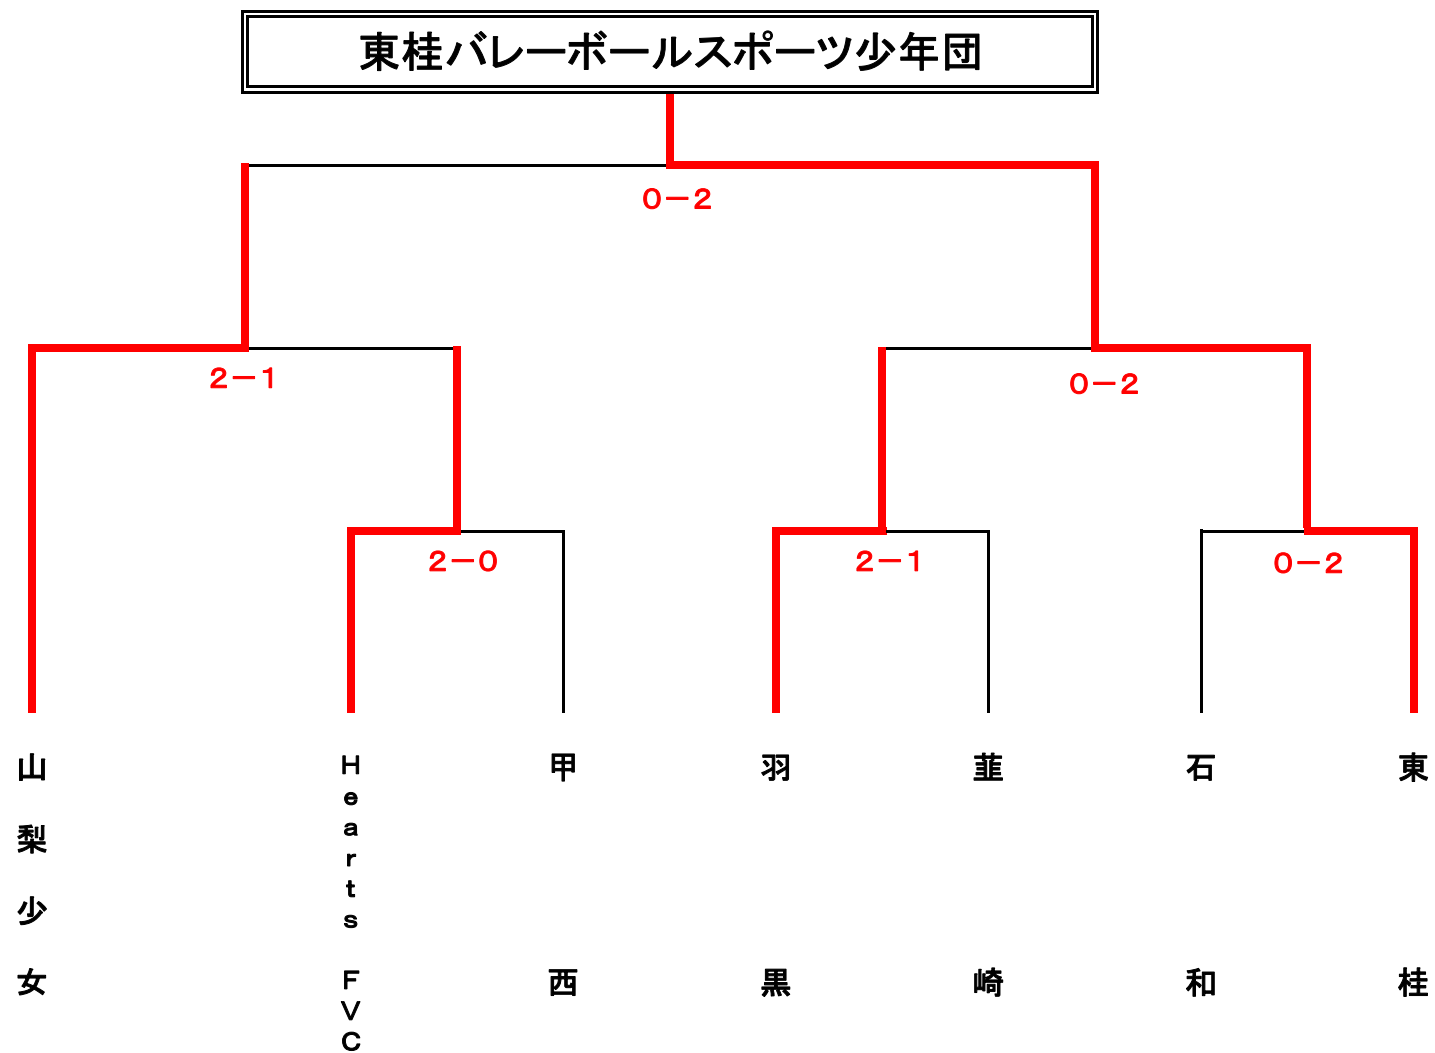 東桂バレーボールスポーツ少年団
０－２
２－１
０－２
２－０
２－１
０－２
山梨少女
Ｈｅａｒｔｓ　ＦＶＣ
甲西
羽黒
韮崎
石和
東桂